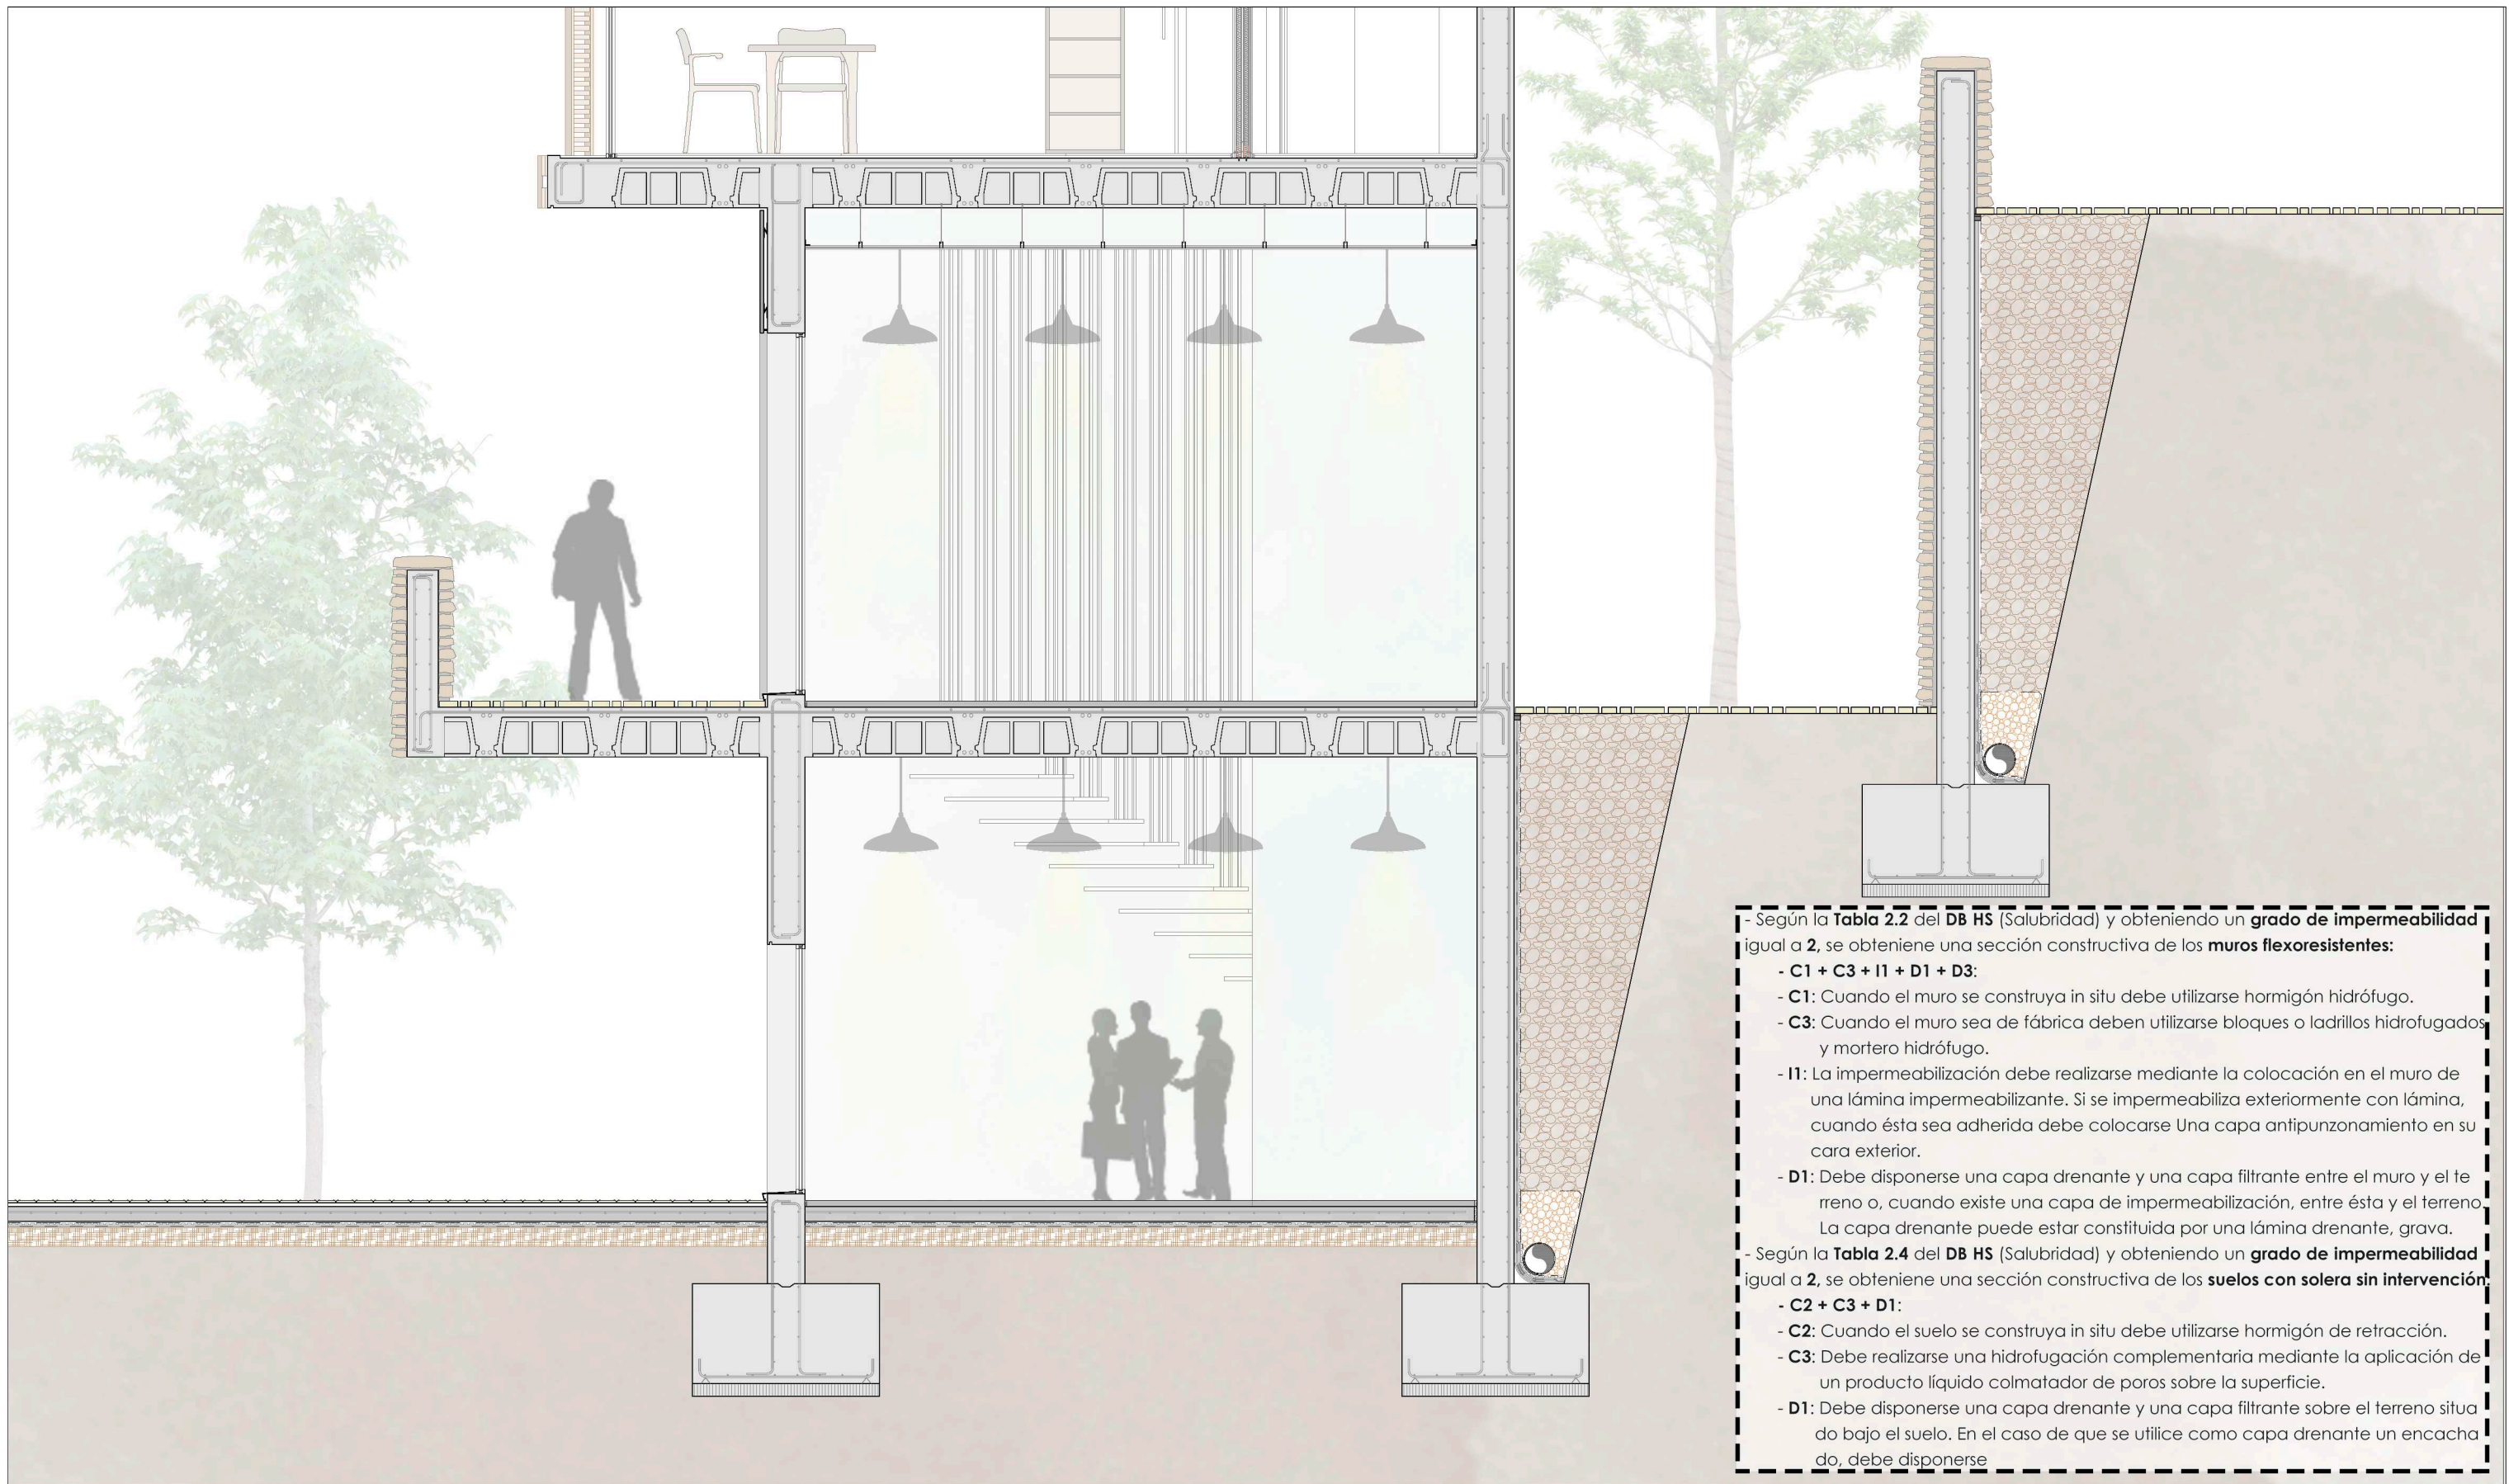 - Según la Tabla 2.2 del DB HS (Salubridad) y obteniendo un grado de impermeabilidad
igual a 2, se obteniene una sección constructiva de los muros flexoresistentes:
- C1 + C3 + I1 + D1 + D3:
- C1: Cuando el muro se construya in situ debe utilizarse hormigón hidrófugo.
- C3: Cuando el muro sea de fábrica deben utilizarse bloques o ladrillos hidrofugados
y mortero hidrófugo.
- I1: La impermeabilización debe realizarse mediante la colocación en el muro de
una lámina impermeabilizante. Si se impermeabiliza exteriormente con lámina,
cuando ésta sea adherida debe colocarse Una capa antipunzonamiento en su
cara exterior.
- D1: Debe disponerse una capa drenante y una capa filtrante entre el muro y el te
rreno o, cuando existe una capa de impermeabilización, entre ésta y el terreno.
La capa drenante puede estar constituida por una lámina drenante, grava.
- Según la Tabla 2.4 del DB HS (Salubridad) y obteniendo un grado de impermeabilidad
igual a 2, se obteniene una sección constructiva de los suelos con solera sin intervención:
- C2 + C3 + D1:
- C2: Cuando el suelo se construya in situ debe utilizarse hormigón de retracción.
- C3: Debe realizarse una hidrofugación complementaria mediante la aplicación de
un producto líquido colmatador de poros sobre la superficie.
- D1: Debe disponerse una capa drenante y una capa filtrante sobre el terreno situa
do bajo el suelo. En el caso de que se utilice como capa drenante un encacha
do, debe disponerse